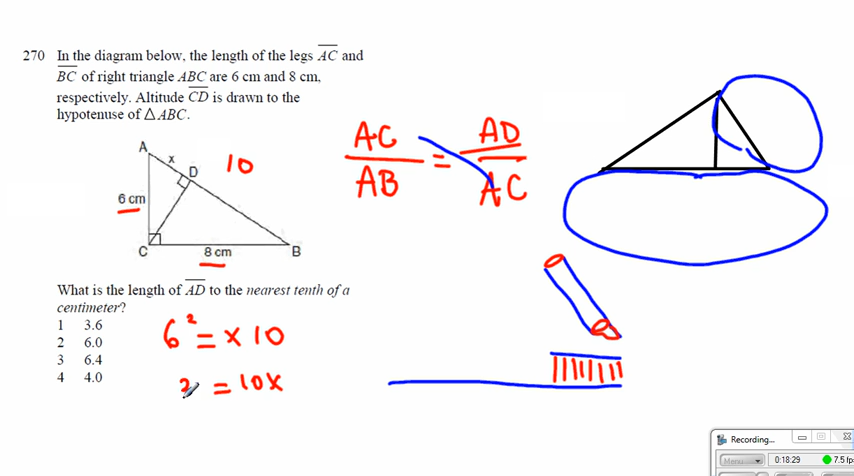 270 In the diagram below, the length of the legs AC and
BC of right triangle ABC are 6 cm and 8 cm,
respectively. Altitude CD is drawn to the
hypotenuse of △ABC.
A
x
D
10
6 cm
C
8 cm
B
AC/AB = AD/AC
What is the length of AD to the nearest tenth of a
centimeter?
1 3.6
2 6.0
3 6.4
4 4.0
6² = x 10
3 = 10x
Recording...
Menu
0:18:29
7.5 fp